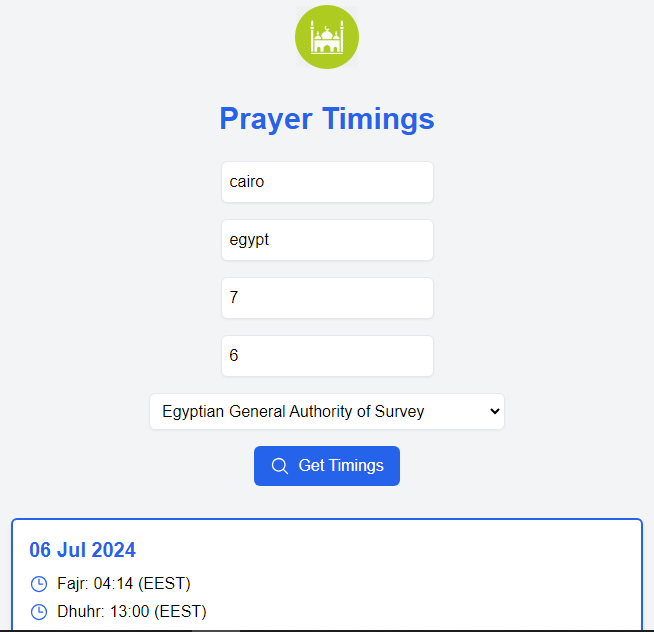 Prayer Timings
cairo
egypt
7
6
Egyptian General Authority of Survey
Get Timings
06 Jul 2024
Fajr: 04:14 (EEST)
Dhuhr: 13:00 (EEST)